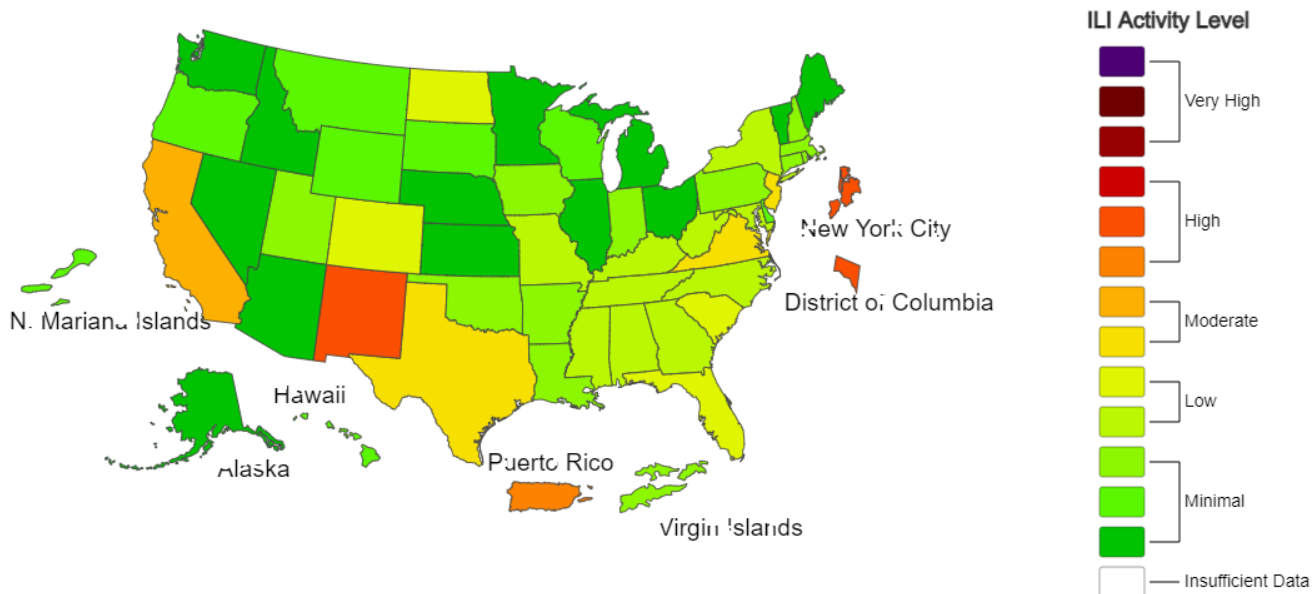 ILI Activity Level
Very High
High
Moderate
Low
Minimal
Insufficient Data
New York City
District of Columbia
N. Mariana Islands
Hawaii
Alaska
Puerto Rico
Virgin Islands